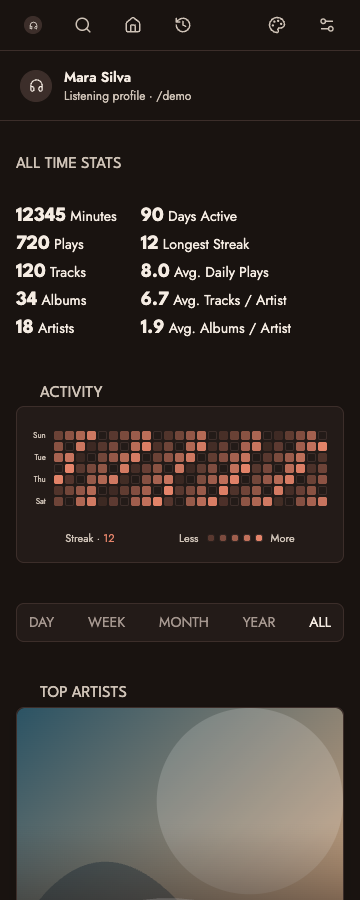 Mara Silva
Listening profile · /demo
ALL TIME STATS
12345 Minutes
90 Days Active
720 Plays
12 Longest Streak
120 Tracks
8.0 Avg. Daily Plays
34 Albums
6.7 Avg. Tracks / Artist
18 Artists
1.9 Avg. Albums / Artist
ACTIVITY
Sun
Tue
Thu
Sat
Streak · 12
Less
More
DAY WEEK MONTH YEAR ALL
TOP ARTISTS